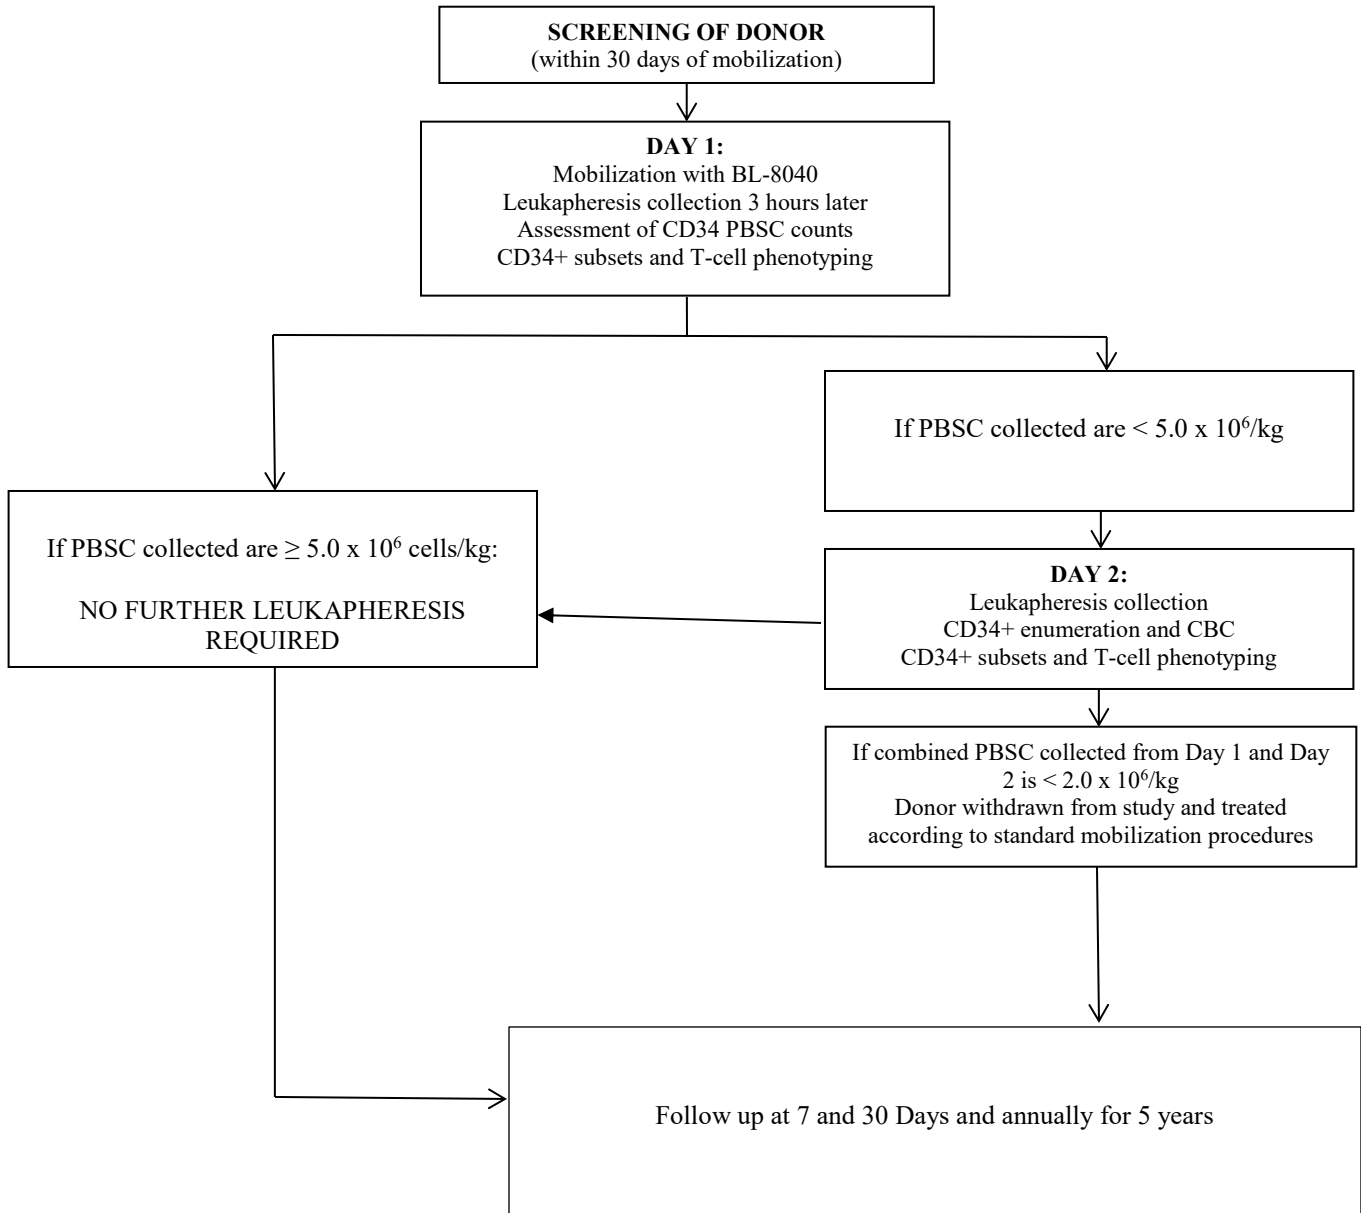 SCREENING OF DONOR
(within 30 days of mobilization)
DAY 1:
Mobilization with BL-8040
Leukapheresis collection 3 hours later
Assessment of CD34 PBSC counts
CD34+ subsets and T-cell phenotyping
If PBSC collected are < 5.0 x 10⁶/kg
If PBSC collected are ≥ 5.0 x 10⁶ cells/kg:
NO FURTHER LEUKAPHERESIS
REQUIRED
DAY 2:
Leukapheresis collection
CD34+ enumeration and CBC
CD34+ subsets and T-cell phenotyping
If combined PBSC collected from Day 1 and Day
2 is < 2.0 x 10⁶/kg
Donor withdrawn from study and treated
according to standard mobilization procedures
Follow up at 7 and 30 Days and annually for 5 years